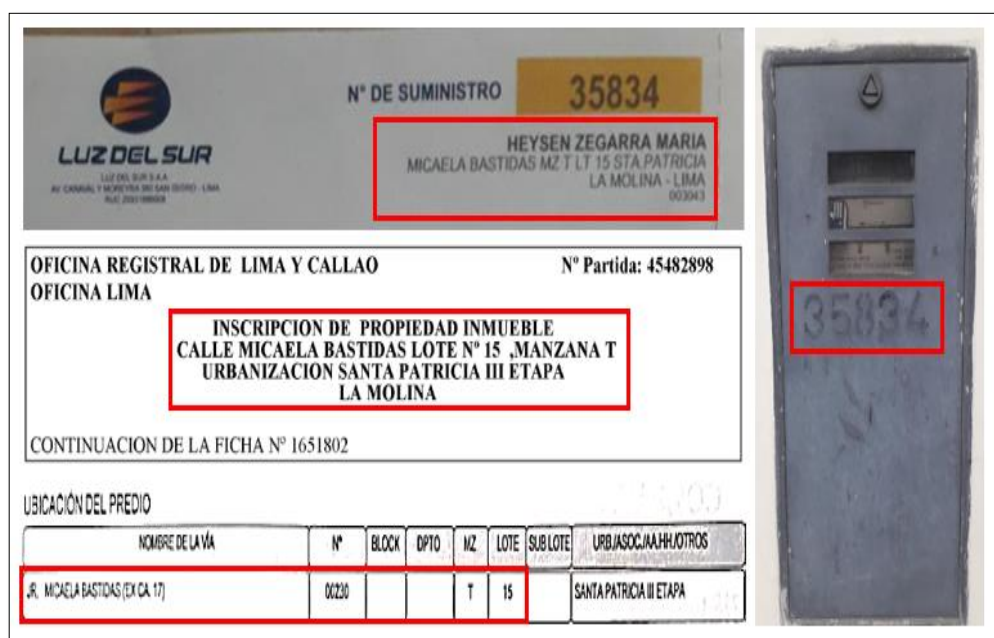 N° DE SUMINISTRO 35834
HEYSEN ZEGARRA MARIA
MICAELA BASTIDAS MZ T LT 15 STA PATRICIA
LA MOLINA - LIMA
003043
LUZ DEL SUR
LUZ DEL SUR S.A.A.
OFICINA REGISTRAL DE LIMA Y CALLAO Nº Partida: 45482898
OFICINA LIMA
INSCRIPCION DE PROPIEDAD INMUEBLE
CALLE MICAELA BASTIDAS LOTE Nº 15 ,MANZANA T
URBANIZACION SANTA PATRICIA III ETAPA
LA MOLINA
CONTINUACION DE LA FICHA Nº 1651802
UBICACIÓN DEL PREDIO
NOMBRE DE LA VÍA Nº BLOCK DPTO MZ LOTE SUB LOTE URB./ASOC./AA.HH./OTROS
JR. MICAELA BASTIDAS (EX CA. 17) 00230 T 15 SANTA PATRICIA III ETAPA
35834